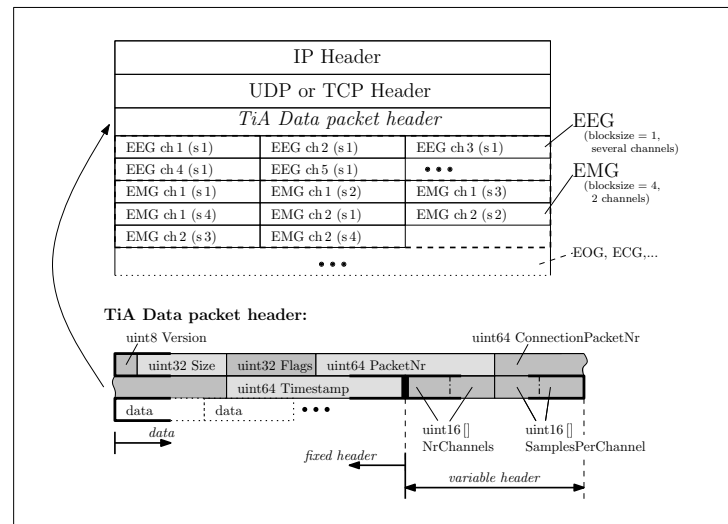 IP Header
UDP or TCP Header
TiA Data packet header
EEG ch 1 (s 1) EEG ch 2 (s 1) EEG ch 3 (s 1)
EEG ch 4 (s 1) EEG ch 5 (s 1) •••
EMG ch 1 (s 1) EMG ch 1 (s 2) EMG ch 1 (s 3)
EMG ch 1 (s 4) EMG ch 2 (s 1) EMG ch 2 (s 2)
EMG ch 2 (s 3) EMG ch 2 (s 4)
•••
EEG
(blocksize = 1,
several channels)
EMG
(blocksize = 4,
2 channels)
EOG, ECG,...
TiA Data packet header:
uint8 Version uint64 ConnectionPacketNr
uint32 Size uint32 Flags uint64 PacketNr
uint64 Timestamp
data data •••
uint16 []
NrChannels
uint16 []
SamplesPerChannel
data
fixed header
variable header